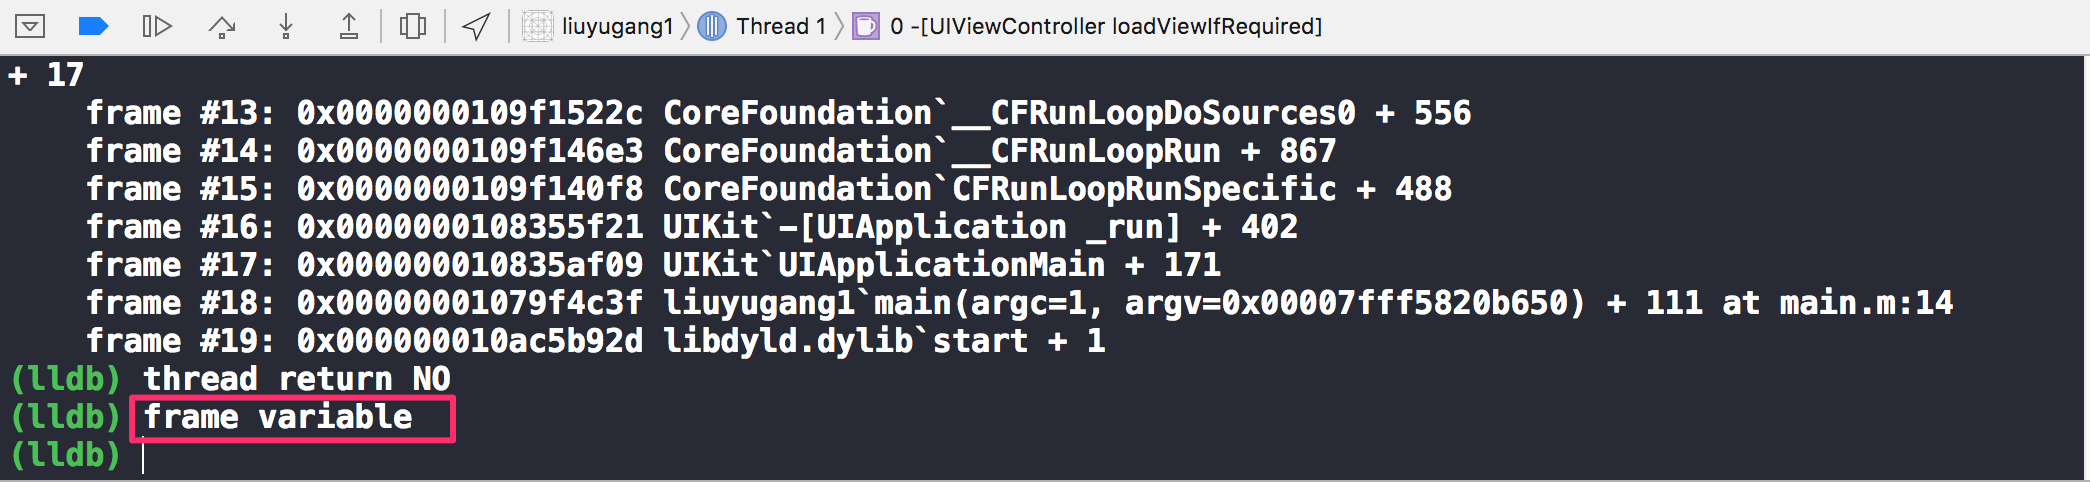 liuyugang1 Thread 1 0 -[UIViewController loadViewIfRequired]
+ 17
frame #13: 0x0000000109f1522c CoreFoundation`__CFRunLoopDoSources0 + 556
frame #14: 0x0000000109f146e3 CoreFoundation`__CFRunLoopRun + 867
frame #15: 0x0000000109f140f8 CoreFoundation`CFRunLoopRunSpecific + 488
frame #16: 0x0000000108355f21 UIKit`-[UIApplication _run] + 402
frame #17: 0x000000010835af09 UIKit`UIApplicationMain + 171
frame #18: 0x00000001079f4c3f liuyugang1`main(argc=1, argv=0x00007fff5820b650) + 111 at main.m:14
frame #19: 0x000000010ac5b92d libdyld.dylib`start + 1
(lldb) thread return NO
(lldb) frame variable
(lldb)